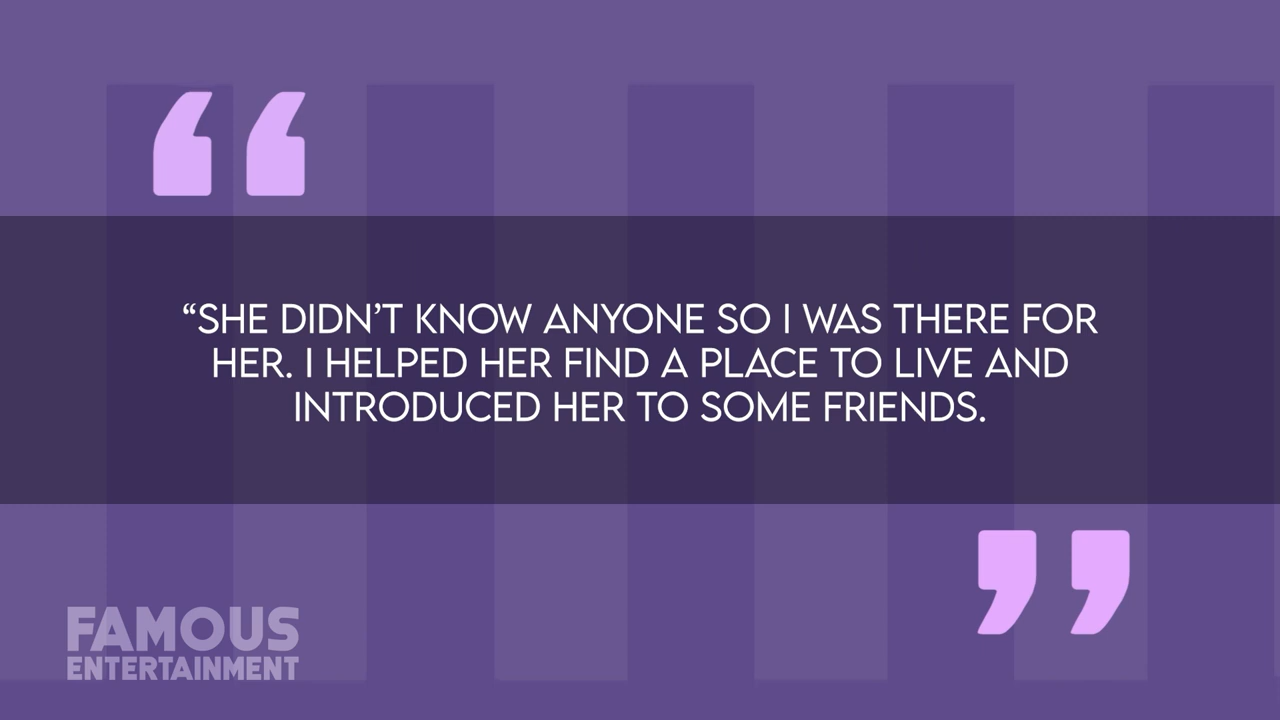 “SHE DIDN’T KNOW ANYONE SO I WAS THERE FOR
HER. I HELPED HER FIND A PLACE TO LIVE AND
INTRODUCED HER TO SOME FRIENDS.
FAMOUS
ENTERTAINMENT